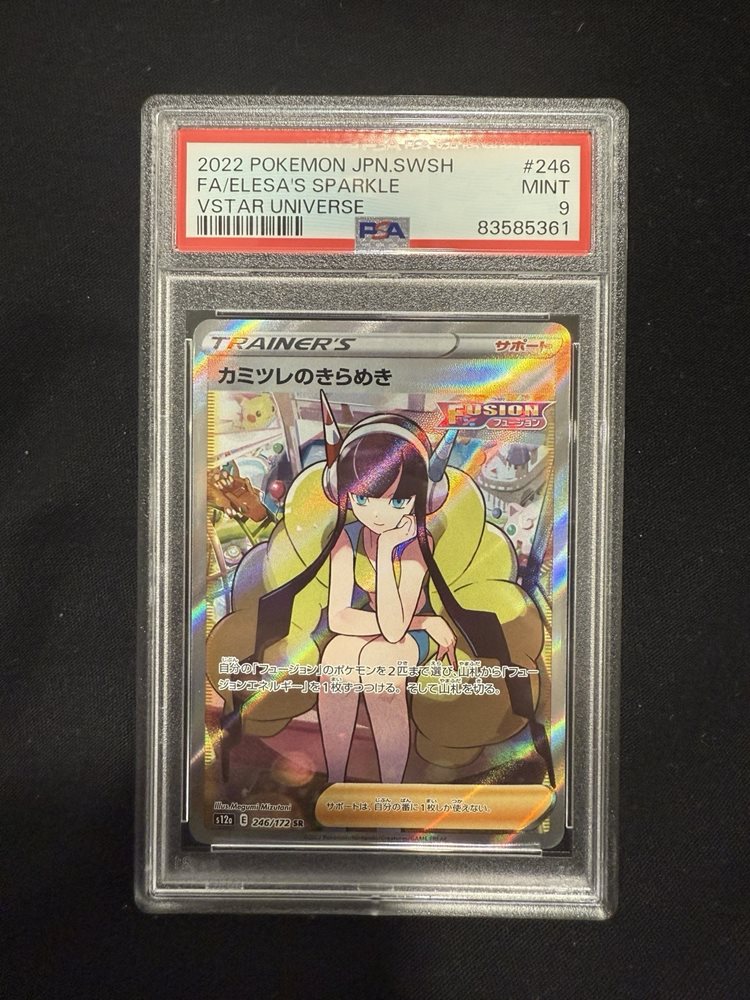 2022 POKEMON JPN.SWSH #246
FA/ELESA'S SPARKLE MINT
VSTAR UNIVERSE 9
PSA 83585361
TRAINER'S サポート
カミツレのきらめき
FUSION
フュージョン
自分の「フュージョン」のポケモンを2匹まで選び、山札から「フュー
ジョンエネルギー」を1枚ずつつける。そして山札を切る。
Illus. Megumi Mizutani
サポートは、自分の番に1枚しか使えない。
s12a E 246/172 SR